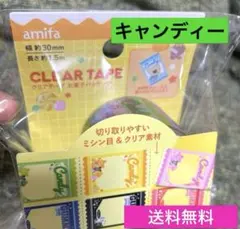 キャンディー
amifa
幅 約30mm
長さ 約1.5m
CLEAR TAPE
切り取りやすい
ミシン目&クリア素材
Candy
Candy
送料無料